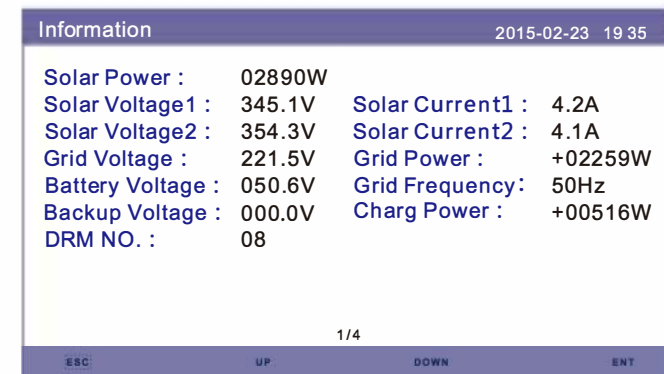 Information 2015-02-23 19 35
Solar Power : 02890W
Solar Voltage1 : 345.1V Solar Current1 : 4.2A
Solar Voltage2 : 354.3V Solar Current2 : 4.1A
Grid Voltage : 221.5V Grid Power : +02259W
Battery Voltage : 050.6V Grid Frequency: 50Hz
Backup Voltage : 000.0V Charg Power : +00516W
DRM NO. : 08
1/4
ESC UP DOWN ENT